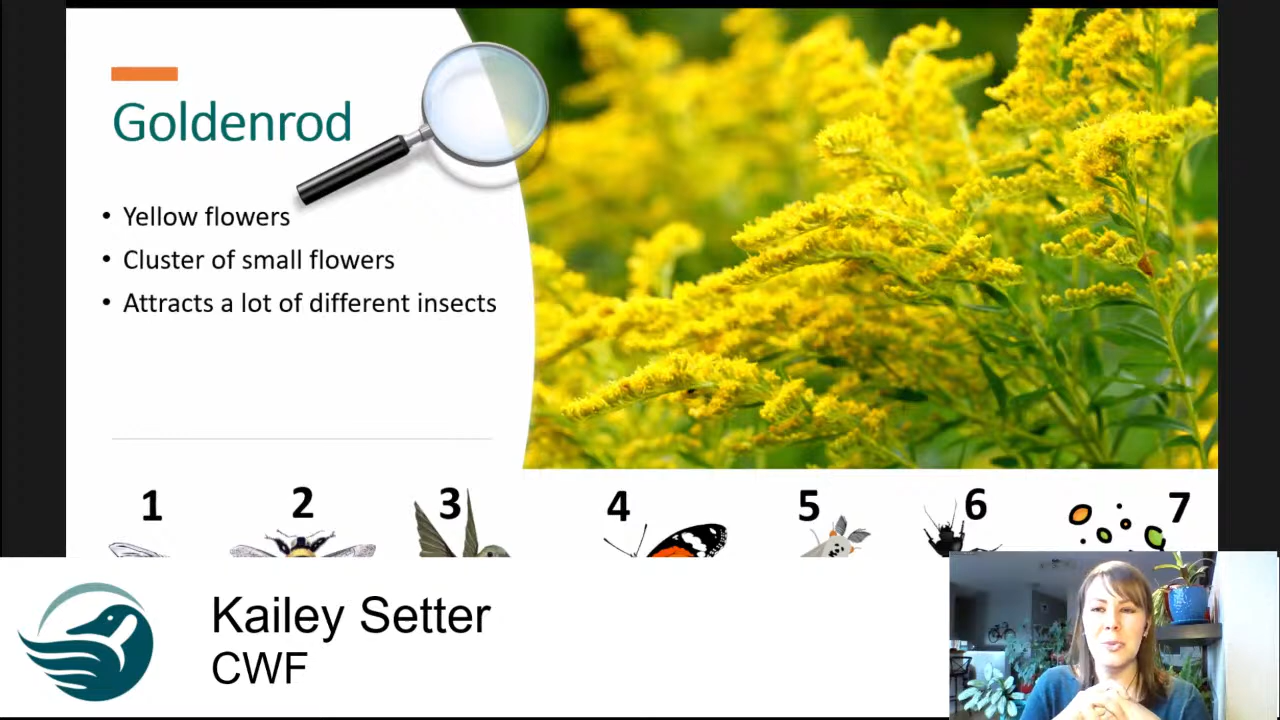 Goldenrod
• Yellow flowers
• Cluster of small flowers
• Attracts a lot of different insects
1 2 3 4 5 6 7
Kailey Setter
CWF